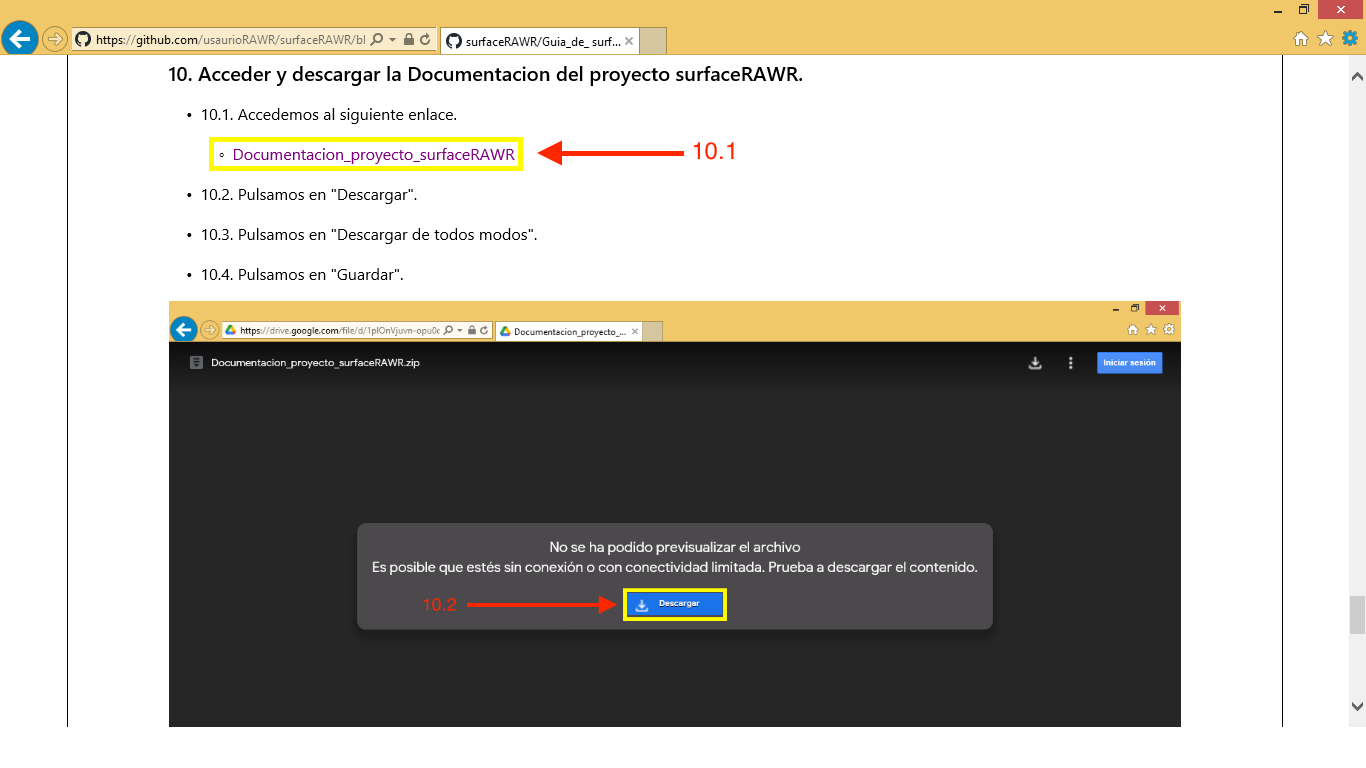 https://github.com/usaurioRAWR/surfaceRAWR/bl
surfaceRAWR/Guia_de_ surf...
10. Acceder y descargar la Documentacion del proyecto surfaceRAWR.
• 10.1. Accedemos al siguiente enlace.
◦ Documentacion_proyecto_surfaceRAWR
10.1
• 10.2. Pulsamos en "Descargar".
• 10.3. Pulsamos en "Descargar de todos modos".
• 10.4. Pulsamos en "Guardar".
https://drive.google.com/file/d/1plOnVjuvn-opu0c
Documentacion_proyecto_...
Documentacion_proyecto_surfaceRAWR.zip
Iniciar sesión
No se ha podido previsualizar el archivo
Es posible que estés sin conexión o con conectividad limitada. Prueba a descargar el contenido.
10.2
Descargar